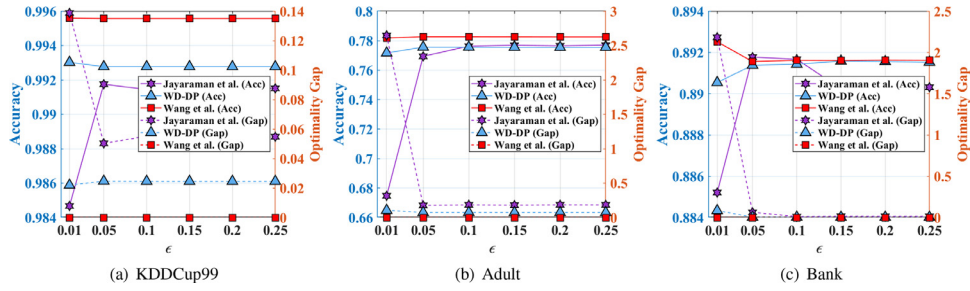 0.996
0.994
0.992
0.99
0.988
0.986
0.984
Accuracy
0.14
0.12
0.1
0.08
0.06
0.04
0.02
0
Optimality Gap
Jayaraman et al. (Acc)
WD-DP (Acc)
Wang et al. (Acc)
Jayaraman et al. (Gap)
WD-DP (Gap)
Wang et al. (Gap)
0.01 0.05 0.1 0.15 0.2 0.25
ϵ
(a) KDDCup99
0.8
0.78
0.76
0.74
0.72
0.7
0.68
0.66
Accuracy
3
2.5
2
1.5
1
0.5
0
Optimality Gap
Jayaraman et al. (Acc)
WD-DP (Acc)
Wang et al. (Acc)
Jayaraman et al. (Gap)
WD-DP (Gap)
Wang et al. (Gap)
0.01 0.05 0.1 0.15 0.2 0.25
ϵ
(b) Adult
0.894
0.892
0.89
0.888
0.886
0.884
Accuracy
2.5
2
1.5
1
0.5
0
Optimality Gap
Jayaraman et al. (Acc)
WD-DP (Acc)
Wang et al. (Acc)
Jayaraman et al. (Gap)
WD-DP (Gap)
Wang et al. (Gap)
0.01 0.05 0.1 0.15 0.2 0.25
ϵ
(c) Bank